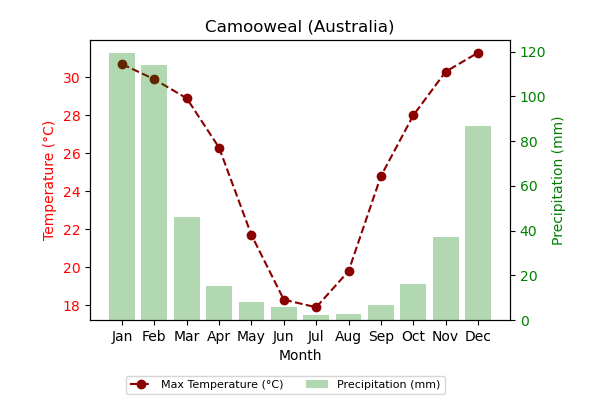 Camooweal (Australia)
Temperature (°C)
30
28
26
24
22
20
18
120
100
80
60
40
20
0
Precipitation (mm)
Jan Feb Mar Apr May Jun Jul Aug Sep Oct Nov Dec
Month
Max Temperature (°C) Precipitation (mm)